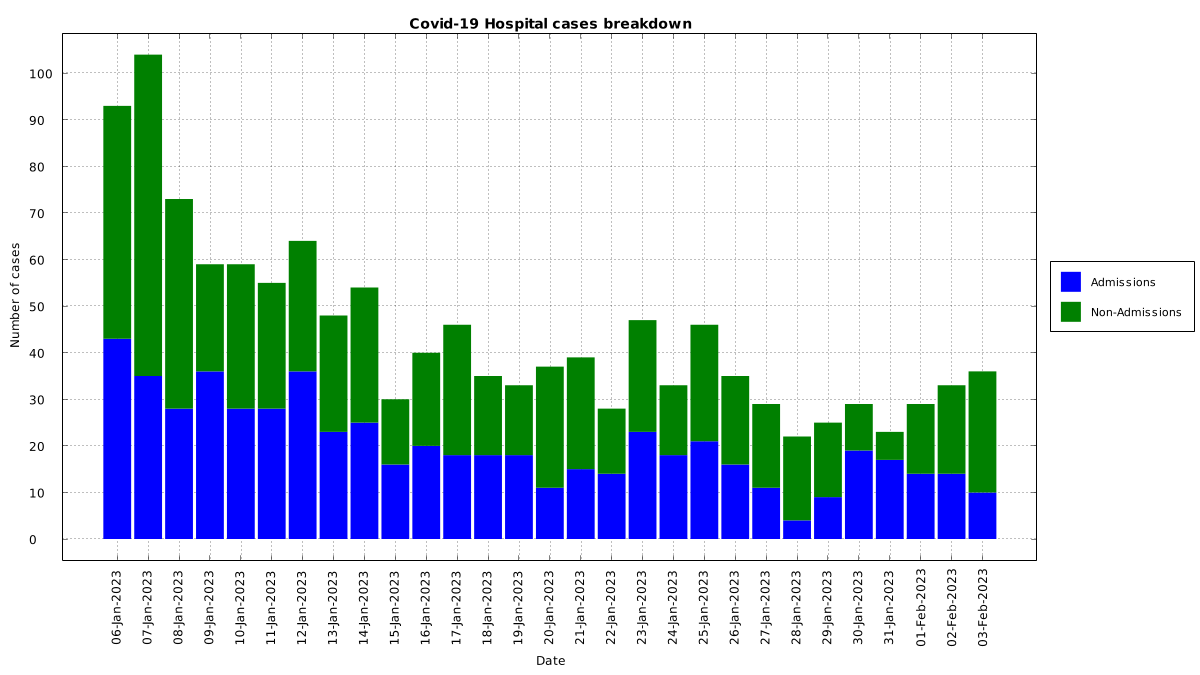 Covid-19 Hospital cases breakdown
Number of cases
100
90
80
70
60
50
40
30
20
10
0
06-Jan-2023
07-Jan-2023
08-Jan-2023
09-Jan-2023
10-Jan-2023
11-Jan-2023
12-Jan-2023
13-Jan-2023
14-Jan-2023
15-Jan-2023
16-Jan-2023
17-Jan-2023
18-Jan-2023
19-Jan-2023
20-Jan-2023
21-Jan-2023
22-Jan-2023
23-Jan-2023
24-Jan-2023
25-Jan-2023
26-Jan-2023
27-Jan-2023
28-Jan-2023
29-Jan-2023
30-Jan-2023
31-Jan-2023
01-Feb-2023
02-Feb-2023
03-Feb-2023
Date
Admissions
Non-Admissions